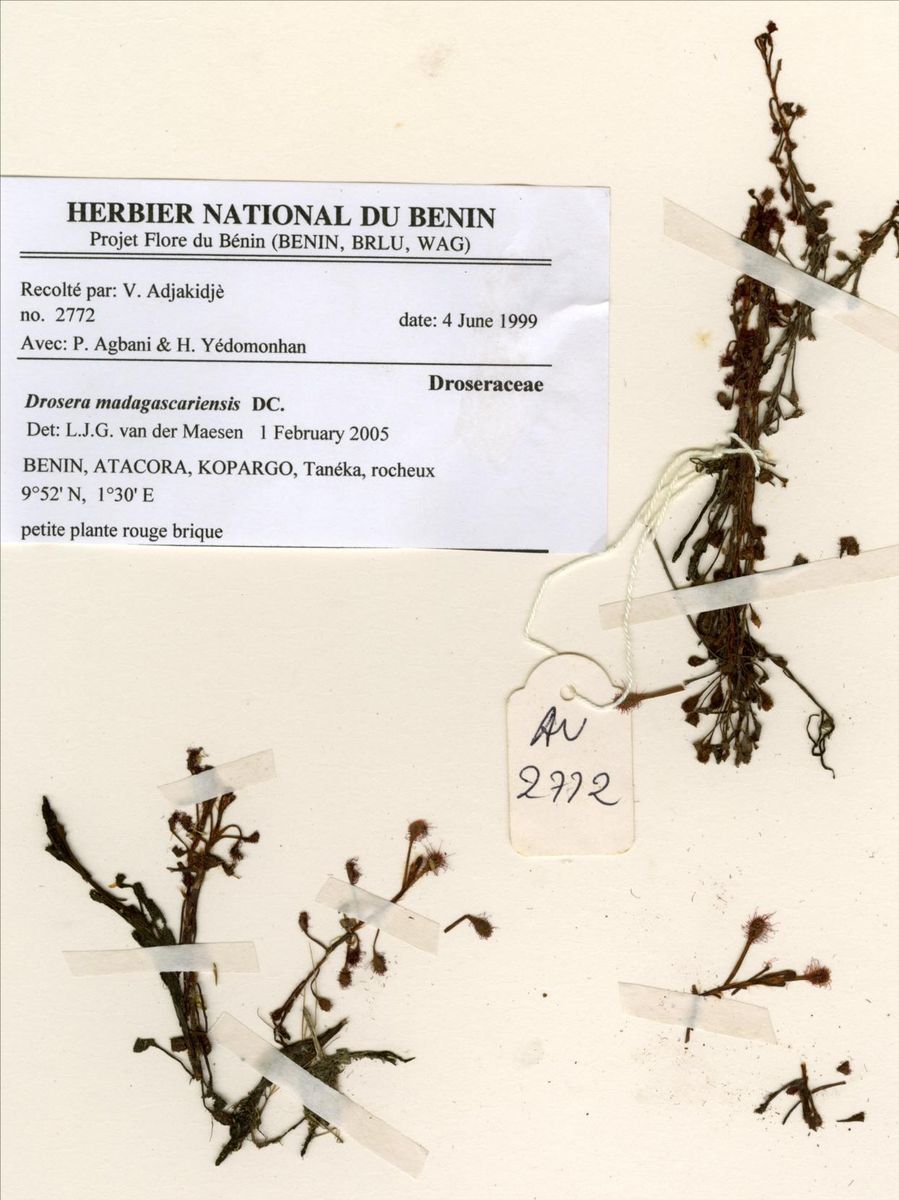 HERBIER NATIONAL DU BENIN
Projet Flore du Bénin (BENIN, BRLU, WAG)
Recolté par: V. Adjakidjè
no. 2772
date: 4 June 1999
Avec: P. Agbani & H. Yédomonhan
Droseraceae
Drosera madagascariensis DC.
Det: L.J.G. van der Maesen 1 February 2005
BENIN, ATACORA, KOPARGO, Tanéka, rocheux
9°52' N, 1°30' E
petite plante rouge brique
AV
2772